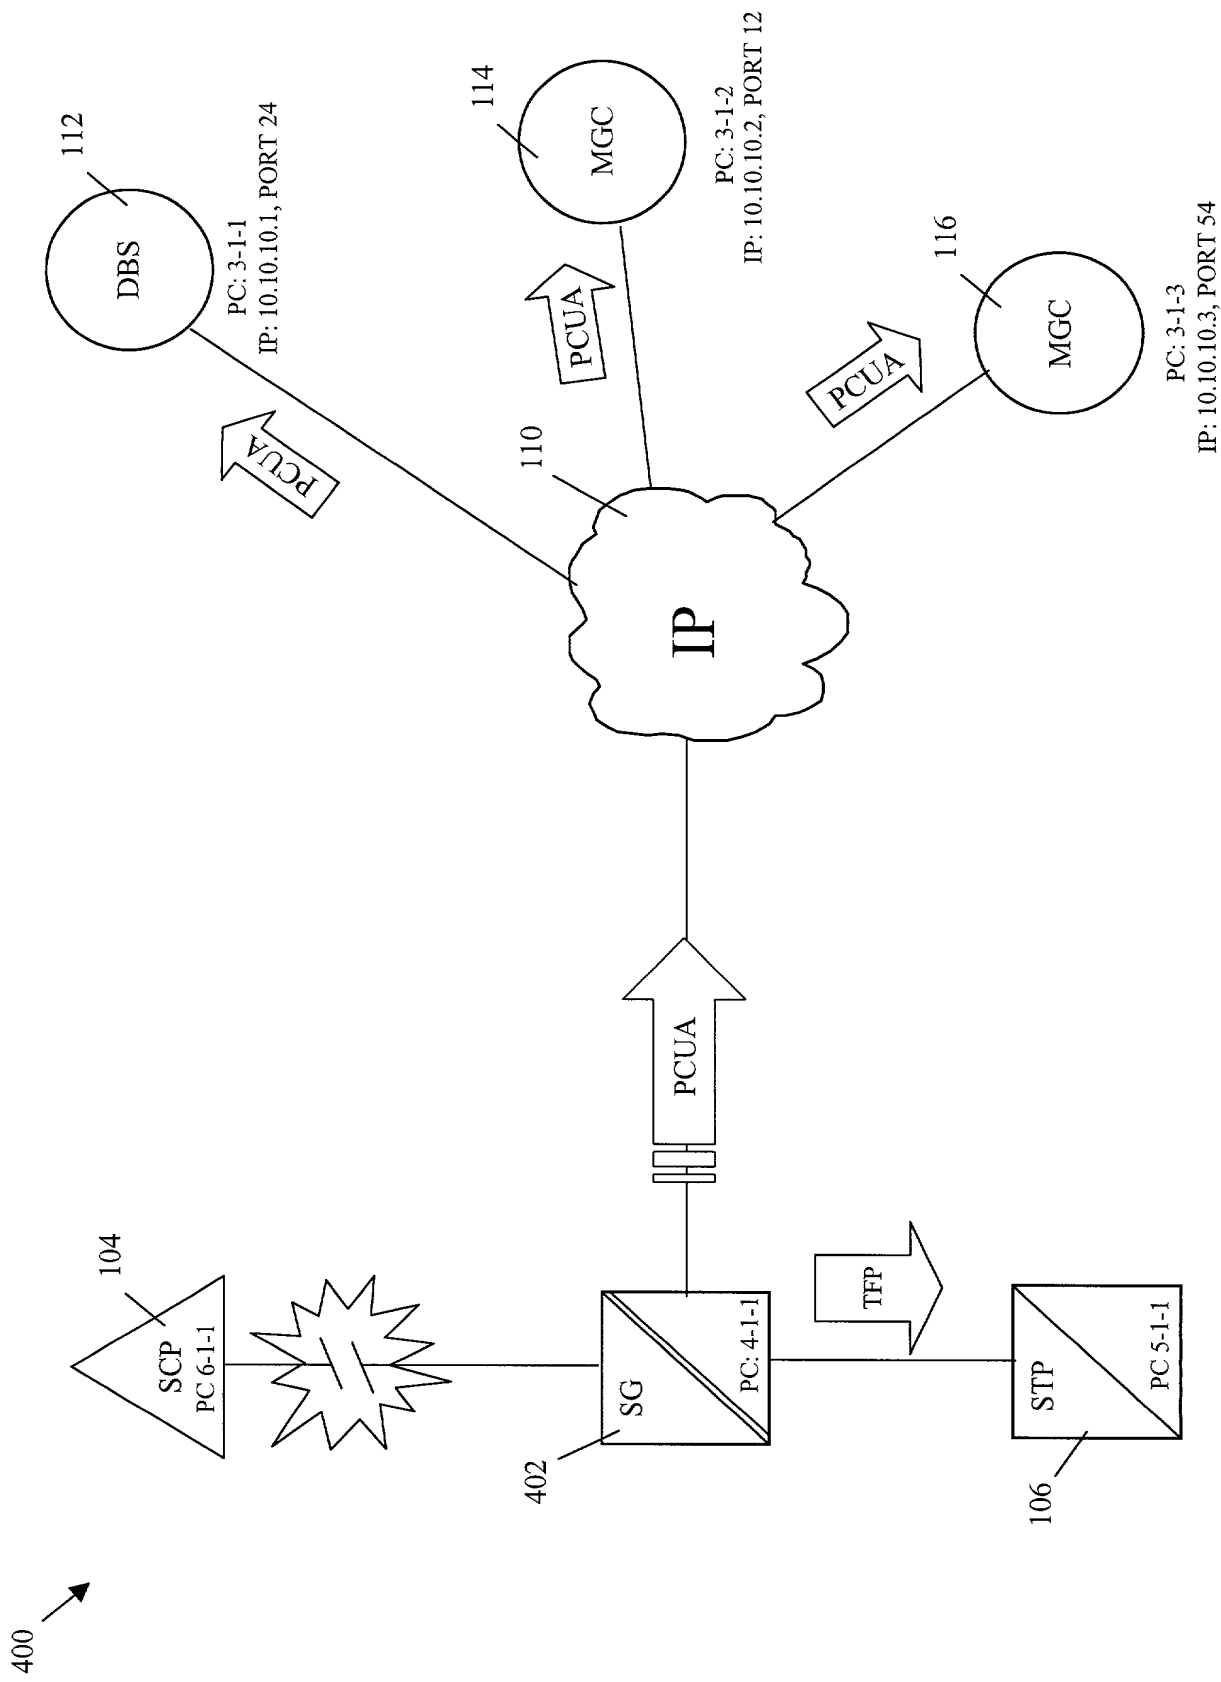 400
104
SCP
PC 6-1-1
402
SG
PC: 4-1-1
TFP
106
STP
PC 5-1-1
PCUA
110
IP
PCUA
112
DBS
PC: 3-1-1
IP: 10.10.10.1, PORT 24
PCUA
114
MGC
PC: 3-1-2
IP: 10.10.10.2, PORT 12
PCUA
116
MGC
PC: 3-1-3
IP: 10.10.10.3, PORT 54